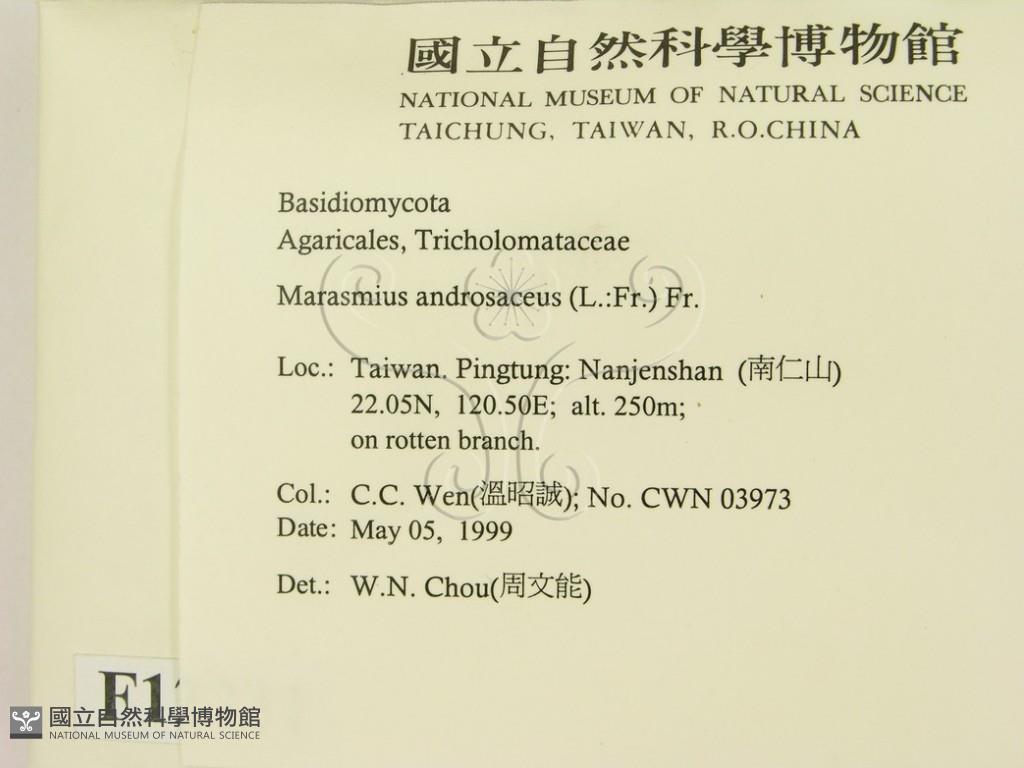 國立自然科學博物館
NATIONAL MUSEUM OF NATURAL SCIENCE
TAICHUNG, TAIWAN, R.O.CHINA
Basidiomycota
Agaricales, Tricholomataceae
Marasmius androsaceus (L.:Fr.) Fr.
Loc.: Taiwan. Pingtung: Nanjenshan (南仁山)
22.05N, 120.50E; alt. 250m;
on rotten branch.
Col.: C.C. Wen(溫昭誠); No. CWN 03973
Date: May 05, 1999
Det.: W.N. Chou(周文能)
國立自然科學博物館
NATIONAL MUSEUM OF NATURAL SCIENCE